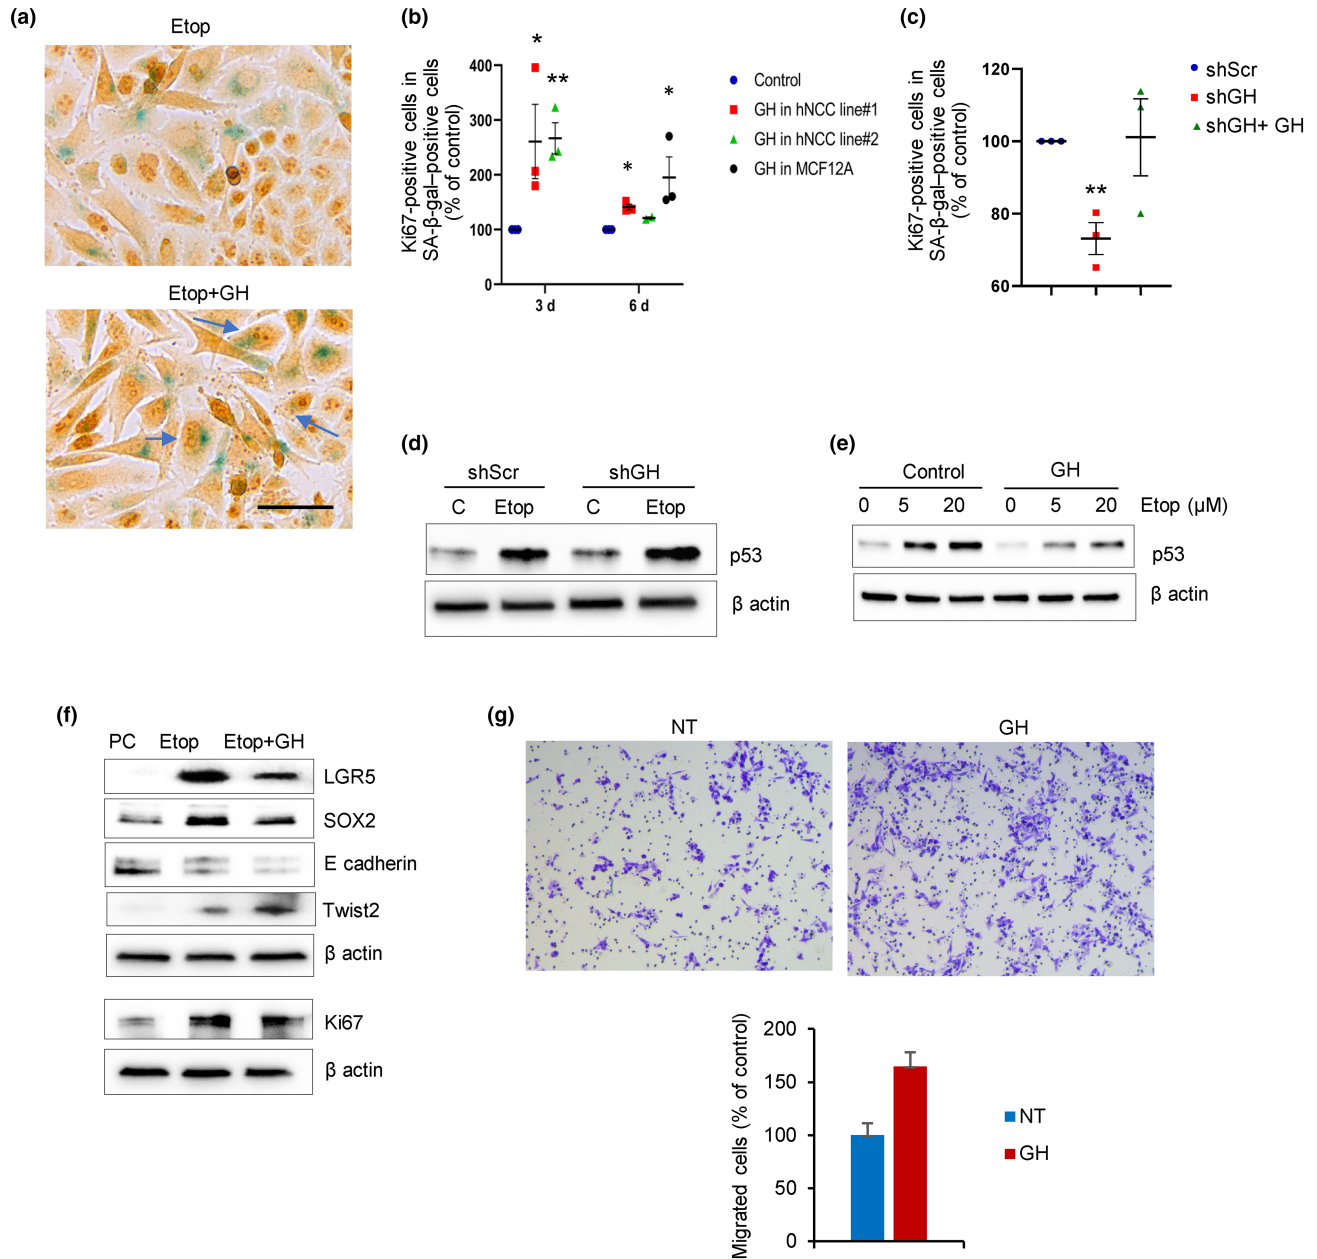 (a)
Etop
Etop+GH
(b)
Ki67-positive cells in
SA-β-gal–positive cells
(% of control)
400
300
200
100
0
*
**
*
*
3 d
6 d
Control
GH in hNCC line#1
GH in hNCC line#2
GH in MCF12A
(c)
Ki67-positive cells in
SA-β-gal–positive cells
(% of control)
120
100
80
60
**
shScr
shGH
shGH+ GH
(d)
shScr
shGH
C
Etop
C
Etop
p53
β actin
(e)
Control
GH
0
5
20
0
5
20
Etop (µM)
p53
β actin
(f)
PC
Etop
Etop+GH
LGR5
SOX2
E cadherin
Twist2
β actin
Ki67
β actin
(g)
NT
GH
Migrated cells (% of control)
200
150
100
50
0
NT
GH